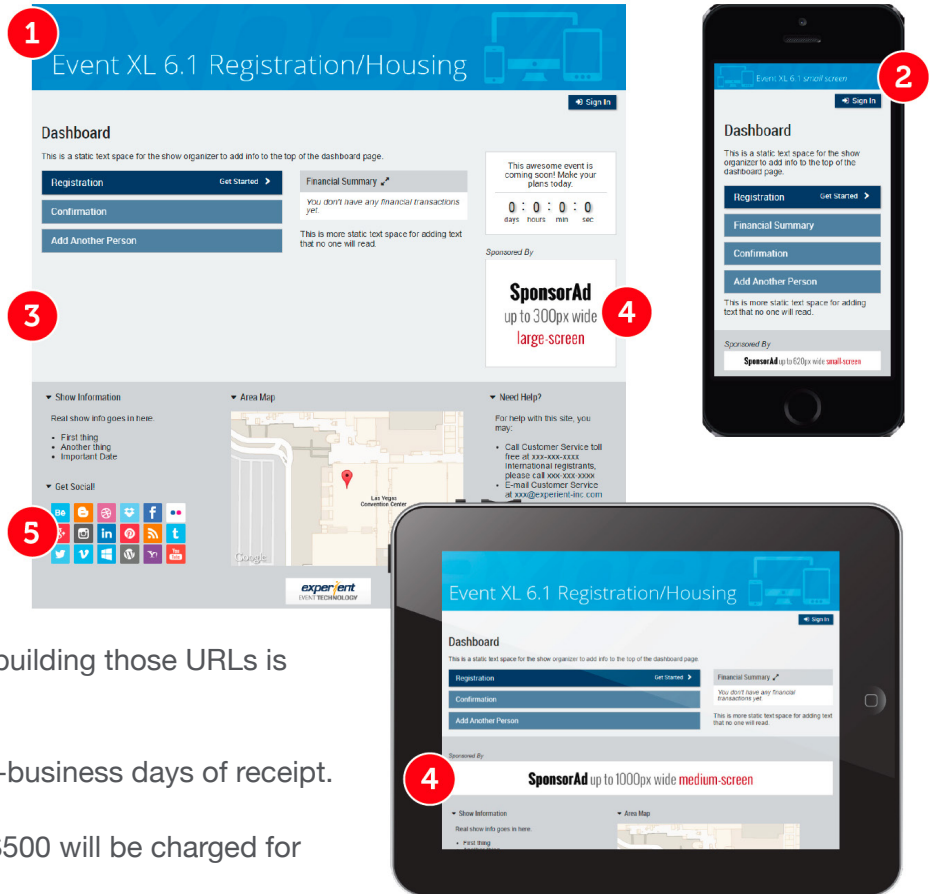 1
Event XL 6.1 Registration/Housing
Sign In
Dashboard
This is a static text space for the show organizer to add info to the top of the dashboard page.
Registration Get Started
Confirmation
Add Another Person
Financial Summary
You don't have any financial transactions
yet.
This is more static text space for adding text
that no one will read.
This awesome event is
coming soon! Make your
plans today.
0 : 0 : 0 : 0
days hours min sec
Sponsored By
SponsorAd
up to 300px wide
large-screen
3
4
Show Information
Real show info goes in here.
• First thing
• Another thing
• Important Date
Get Social!
5
Area Map
Las Vegas
Convention Center
Google
Need Help?
For help with this site, you
may:
• Call Customer Service toll
free at xxx-xxx-xxxx
International registrants,
please call xxx-xxx-xxxx
• E-mail Customer Service
at xxx@experient-inc.com
experient
EVENT TECHNOLOGY
2
Event XL 6.1 small screen
Sign In
Dashboard
This is a static text space for the show
organizer to add info to the top of the
dashboard page.
Registration Get Started
Financial Summary
Confirmation
Add Another Person
This is more static text space for adding
text that no one will read.
Sponsored By
SponsorAd up to 620px wide small-screen
Event XL 6.1 Registration/Housing
Sign In
Dashboard
This is a static text space for the show organizer to add info to the top of the dashboard page
Registration Get Started
Confirmation
Add Another Person
Financial Summary
You don't have any financial
transactions yet.
This is more static text space for adding text
that no one will read.
Sponsored By
4
SponsorAd up to 1000px wide medium-screen
Show Information
Real show info goes in here.
• First thing
Area Map
building those URLs is
-business days of receipt.
$500 will be charged for